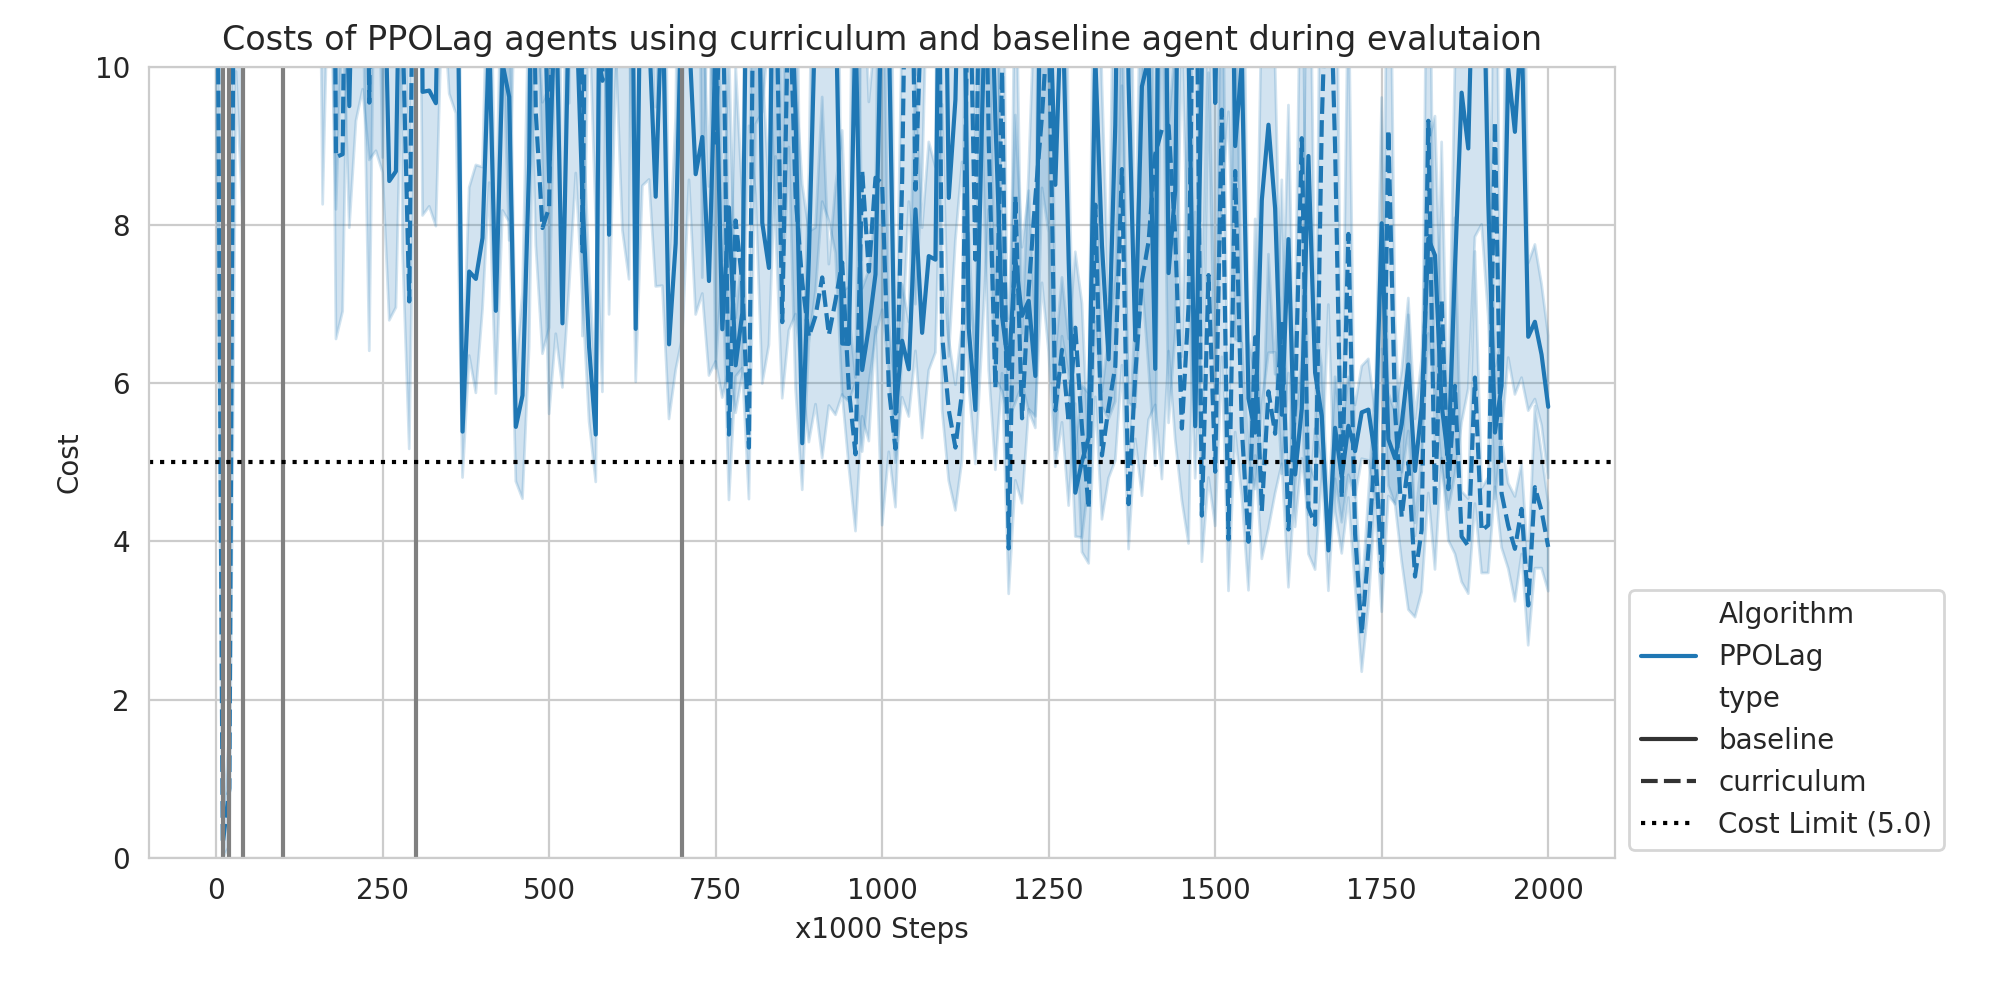 Costs of PPOLag agents using curriculum and baseline agent during evalutaion
10
8
6
4
2
0
Cost
0 250 500 750 1000 1250 1500 1750 2000
x1000 Steps
Algorithm
PPOLag
type
baseline
curriculum
Cost Limit (5.0)